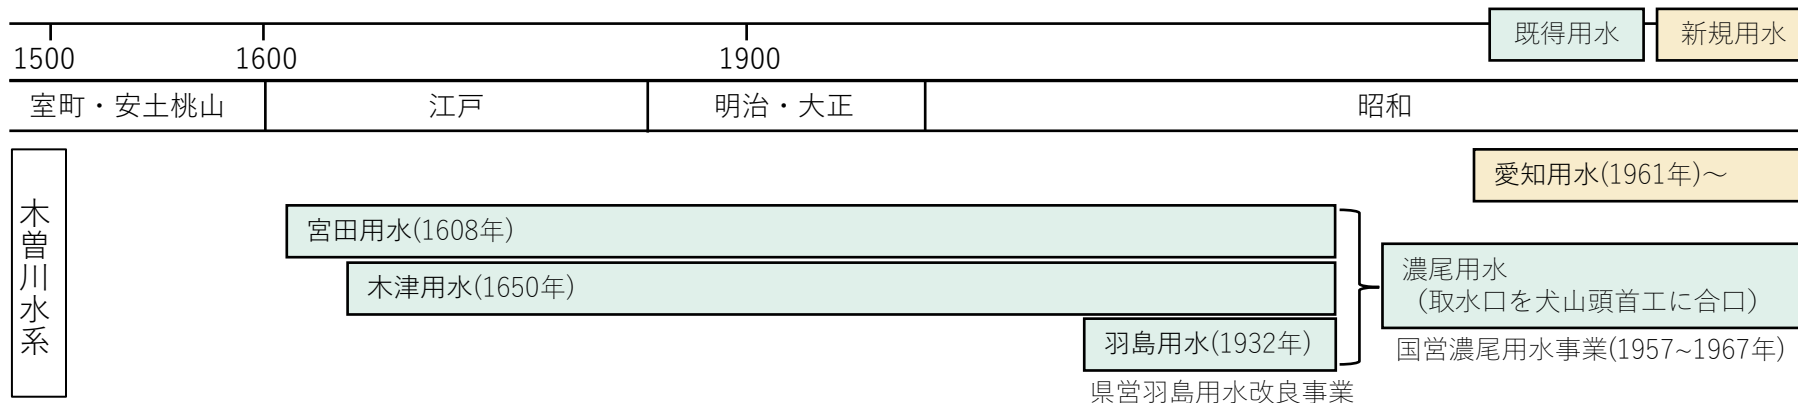 既得用水
新規用水
1500
1600
1900
室町・安土桃山
江戸
明治・大正
昭和
木曽川水系
愛知用水(1961年)～
宮田用水(1608年)
木津用水(1650年)
羽島用水(1932年)
県営羽島用水改良事業
濃尾用水
（取水口を犬山頭首工に合口）
国営濃尾用水事業(1957~1967年)